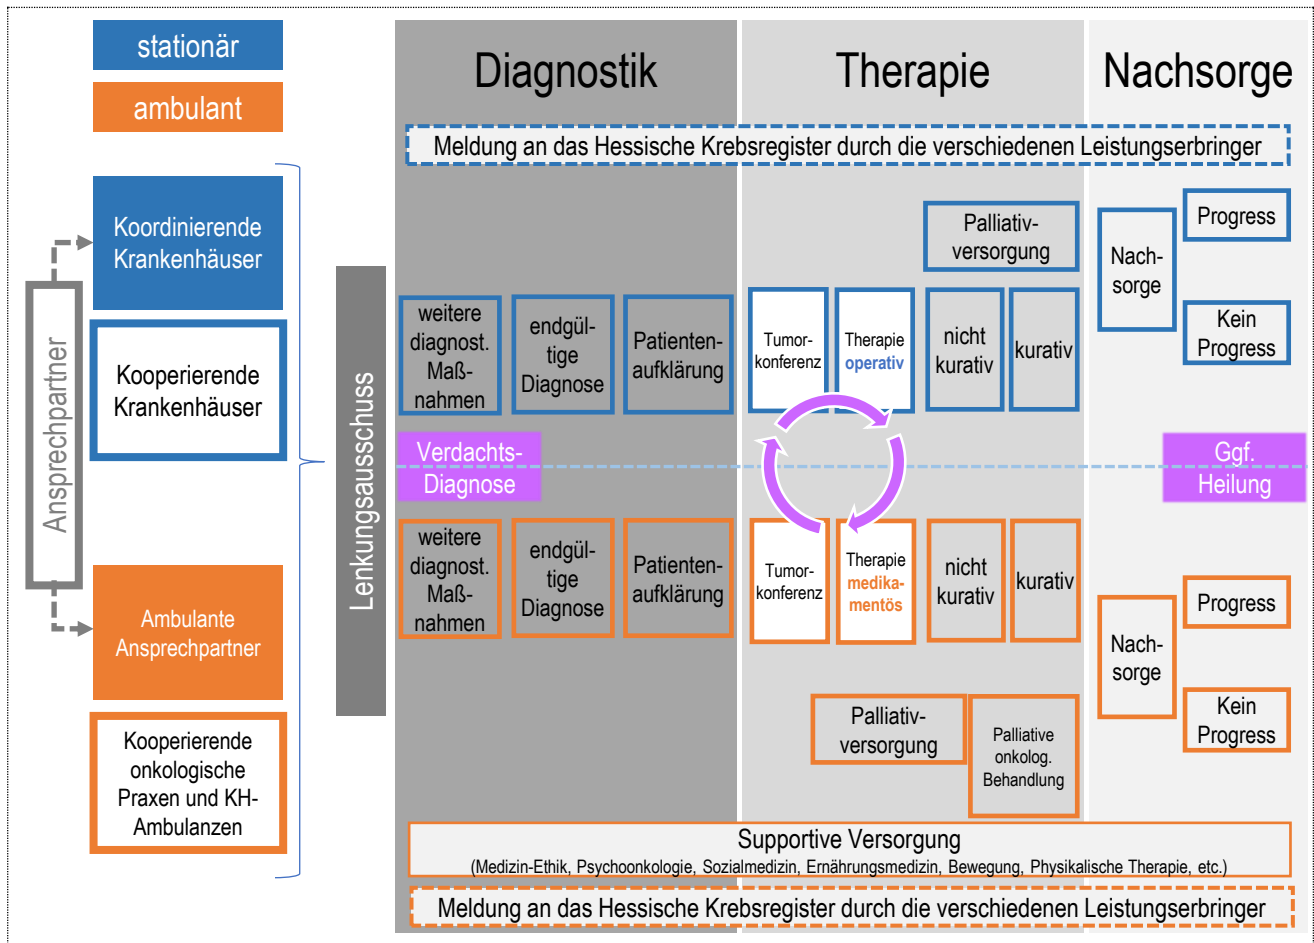 stationär
ambulant
Ansprechpartner
Koordinierende
Krankenhäuser
Kooperierende
Krankenhäuser
Ambulante
Ansprechpartner
Kooperierende
onkologische
Praxen und KH-
Ambulanzen
Lenkungsausschuss
Diagnostik
Therapie
Nachsorge
Meldung an das Hessische Krebsregister durch die verschiedenen Leistungserbringer
weitere
diagnost.
Maß-
nahmen
endgül-
tige
Diagnose
Patienten-
aufklärung
Palliativ-
versorgung
Tumor-
konferenz
Therapie
operativ
nicht
kurativ
kurativ
Nach-
sorge
Progress
Kein
Progress
Verdachts-
Diagnose
Ggf.
Heilung
weitere
diagnost.
Maß-
nahmen
endgül-
tige
Diagnose
Patienten-
aufklärung
Tumor-
konferenz
Therapie
medika-
mentös
nicht
kurativ
kurativ
Nach-
sorge
Progress
Kein
Progress
Palliativ-
versorgung
Palliative
onkolog.
Behandlung
Supportive Versorgung
(Medizin-Ethik, Psychoonkologie, Sozialmedizin, Ernährungsmedizin, Bewegung, Physikalische Therapie, etc.)
Meldung an das Hessische Krebsregister durch die verschiedenen Leistungserbringer